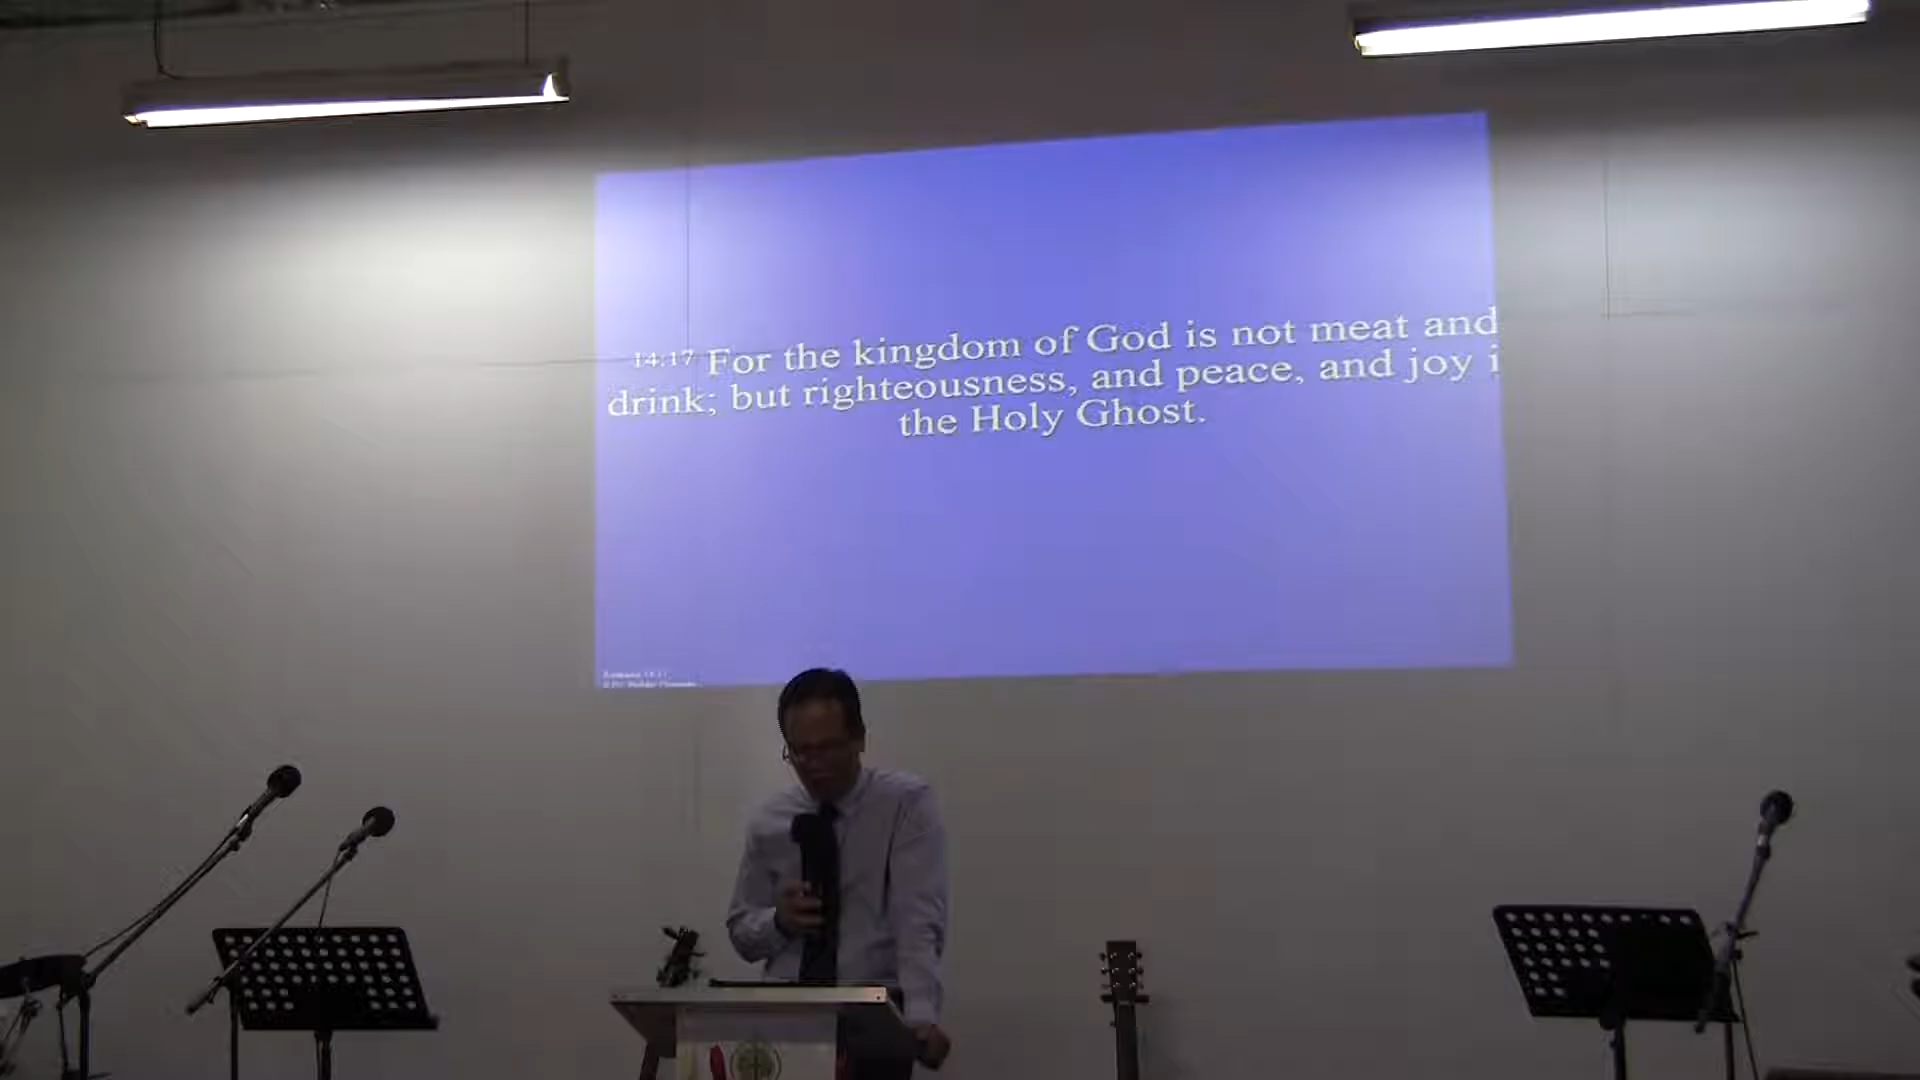 14:17 For the kingdom of God is not meat and
drink; but righteousness, and peace, and joy i
the Holy Ghost.